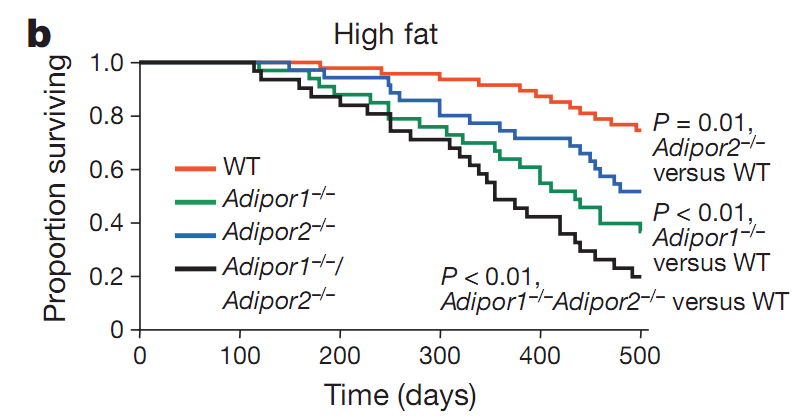 b
High fat
Proportion surviving
1.0
0.8
0.6
0.4
0.2
0
WT
Adipor1⁻/⁻
Adipor2⁻/⁻
Adipor1⁻/⁻/
Adipor2⁻/⁻
P = 0.01,
Adipor2⁻/⁻
versus WT
P < 0.01,
Adipor1⁻/⁻
versus WT
P < 0.01,
Adipor1⁻/⁻Adipor2⁻/⁻ versus WT
0 100 200 300 400 500
Time (days)